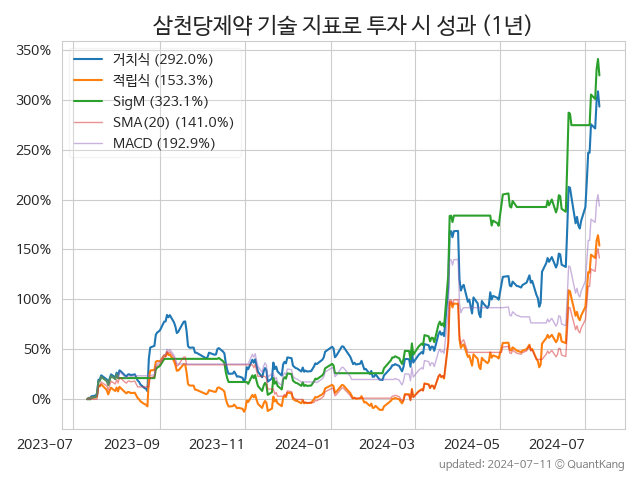 삼천당제약 기술 지표로 투자 시 성과 (1년)
350%
300%
250%
200%
150%
100%
50%
0%
거치식 (292.0%)
적립식 (153.3%)
SigM (323.1%)
SMA(20) (141.0%)
MACD (192.9%)
2023-07
2023-09
2023-11
2024-01
2024-03
2024-05
2024-07
updated: 2024-07-11 © QuantKang